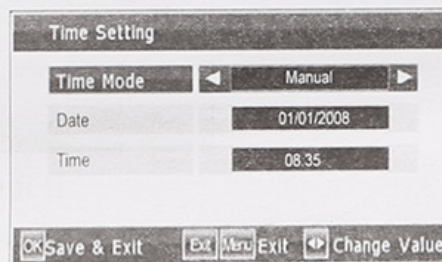 Time Setting
Time Mode Manual
Date 01/01/2008
Time 08:35
OK Save & Exit Exit Menu Exit Change Value